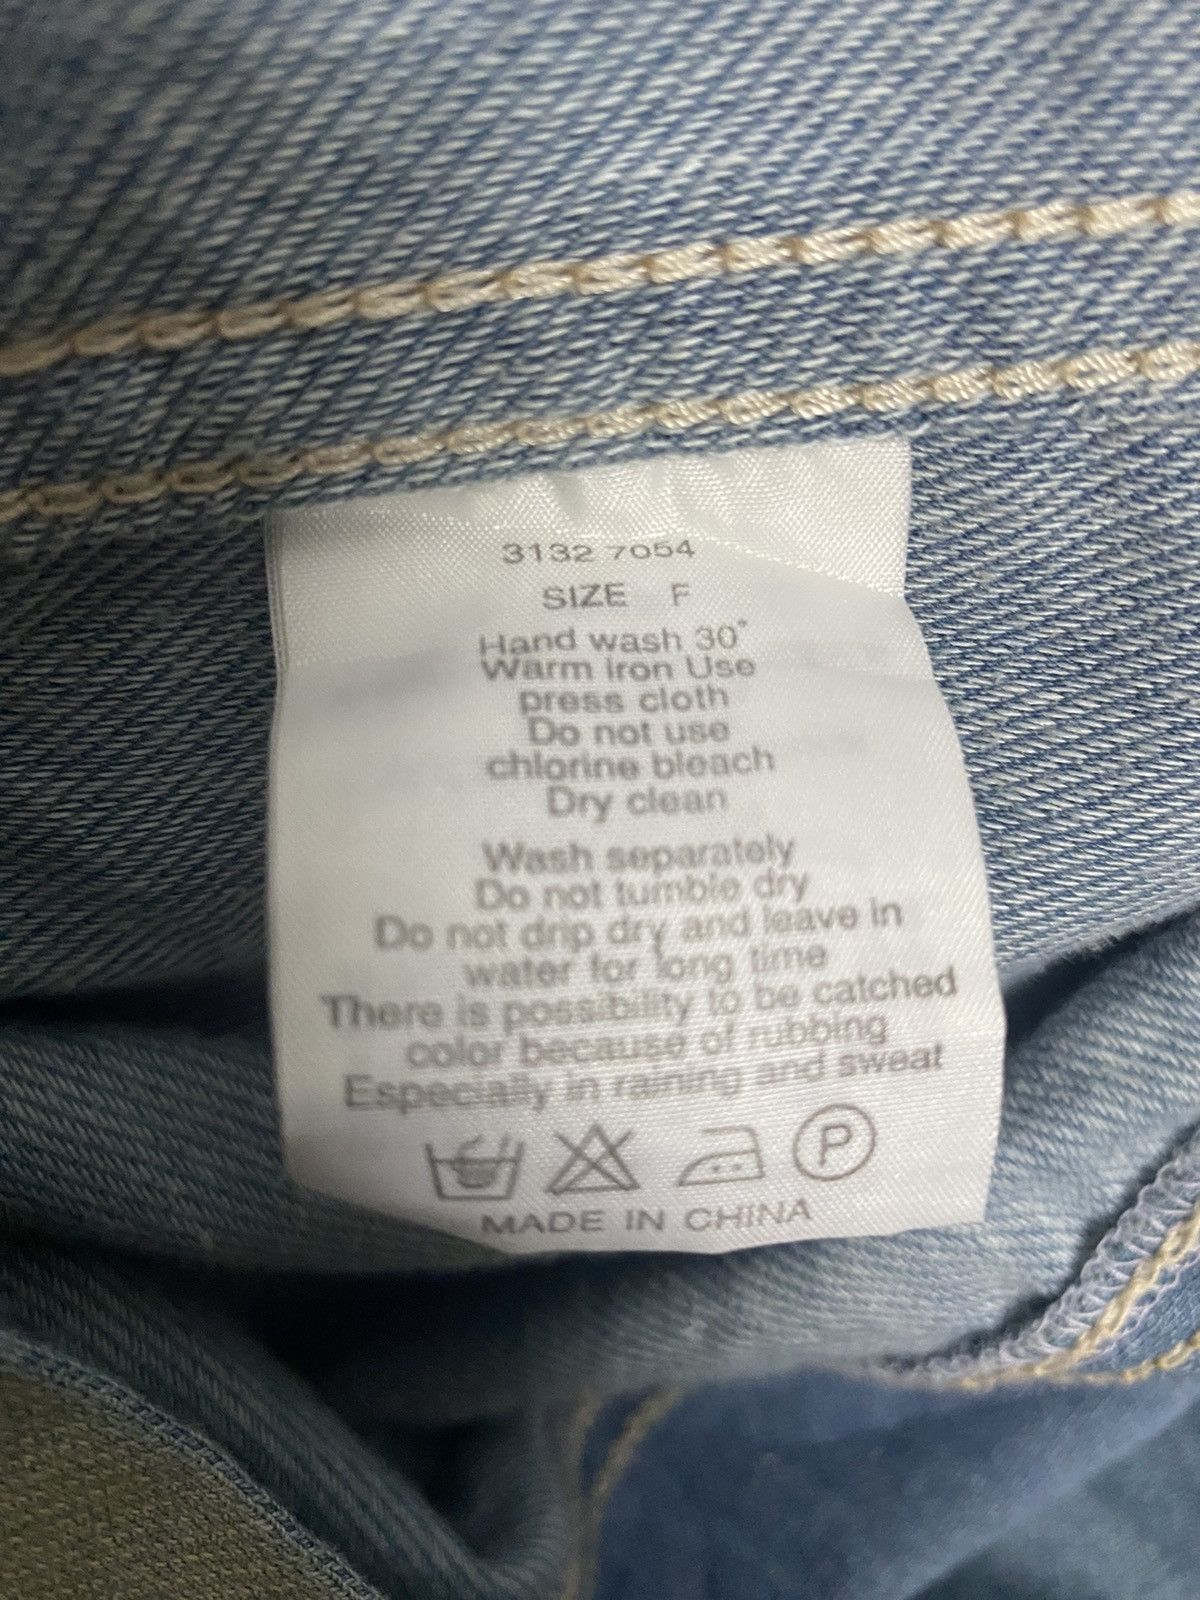 3132 7054
SIZE F
Hand wash 30°
Warm iron Use
press cloth
Do not use
chlorine bleach
Dry clean
Wash separately
Do not tumble dry
Do not drip dry and leave in
water for long time
There is possibility to be catched
color because of rubbing
Especially in raining and sweat
P
MADE IN CHINA